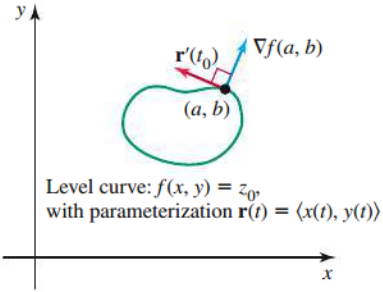 y
r′(t₀)
∇f(a, b)
(a, b)
Level curve: f(x, y) = z₀,
with parameterization r(t) = ⟨x(t), y(t)⟩
x